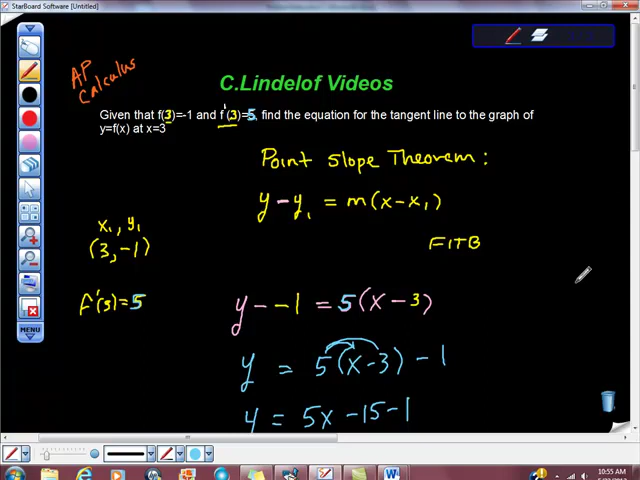 StarBoard Software - [Untitled *]
AP
Calculus
C.Lindelof Videos
Given that f(3)=-1 and f'(3)=5, find the equation for the tangent line to the graph of
y=f(x) at x=3
Point Slope Theorem :
y - y₁ = m(x-x₁)
FITB
x₁, y₁
(3, -1)
f'(3)=5
y - -1 = 5(x - 3)
y = 5(x-3) - 1
y = 5x -15 -1
10:55 AM